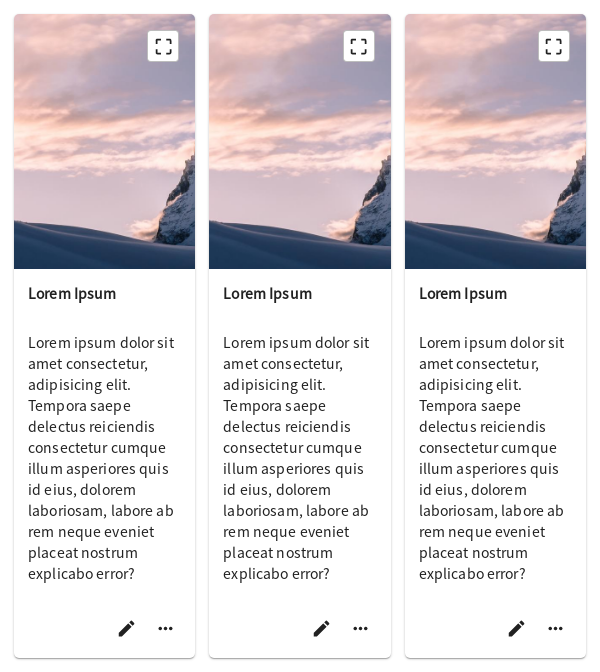 Lorem Ipsum
Lorem ipsum dolor sit
amet consectetur,
adipisicing elit.
Tempora saepe
delectus reiciendis
consectetur cumque
illum asperiores quis
id eius, dolorem
laboriosam, labore ab
rem neque eveniet
placeat nostrum
explicabo error?
Lorem Ipsum
Lorem ipsum dolor sit
amet consectetur,
adipisicing elit.
Tempora saepe
delectus reiciendis
consectetur cumque
illum asperiores quis
id eius, dolorem
laboriosam, labore ab
rem neque eveniet
placeat nostrum
explicabo error?
Lorem Ipsum
Lorem ipsum dolor sit
amet consectetur,
adipisicing elit.
Tempora saepe
delectus reiciendis
consectetur cumque
illum asperiores quis
id eius, dolorem
laboriosam, labore ab
rem neque eveniet
placeat nostrum
explicabo error?